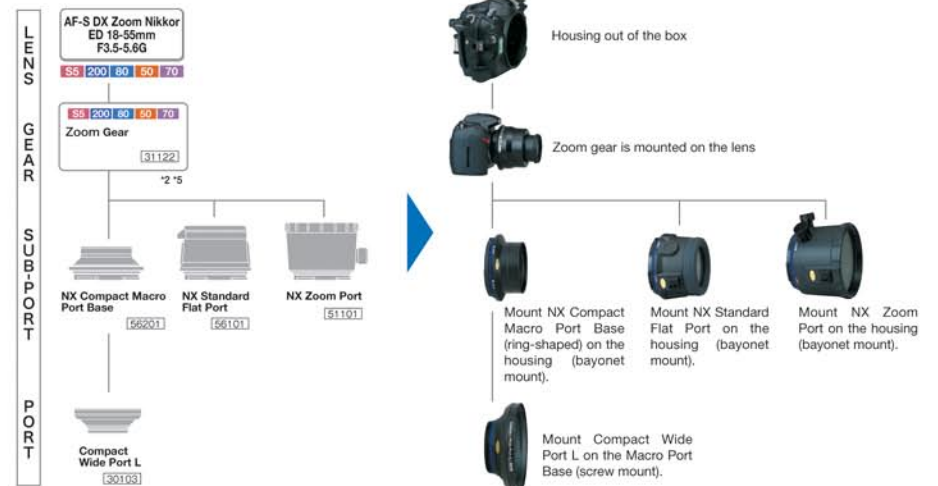 LENS
AF-S DX Zoom Nikkor
ED 18-55mm
F3.5-5.6G
S5 200 80 50 70
GEAR
S5 200 80 50 70
Zoom Gear
31122
*2 *5
SUB-PORT
NX Compact Macro
Port Base
56201
NX Standard
Flat Port
56101
NX Zoom Port
51101
PORT
Compact
Wide Port L
30103
Housing out of the box
Zoom gear is mounted on the lens
Mount NX Compact
Macro Port Base
(ring-shaped) on the
housing (bayonet
mount).
Mount NX Standard
Flat Port on the
housing (bayonet
mount).
Mount NX Zoom
Port on the housing
(bayonet mount).
Mount Compact Wide
Port L on the Macro Port
Base (screw mount).